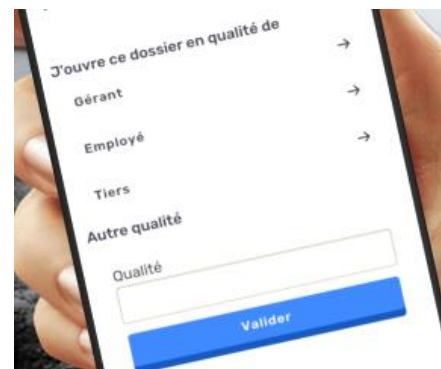 J'ouvre ce dossier en qualité de
Gérant
Employé
Tiers
Autre qualité
Qualité
Valider